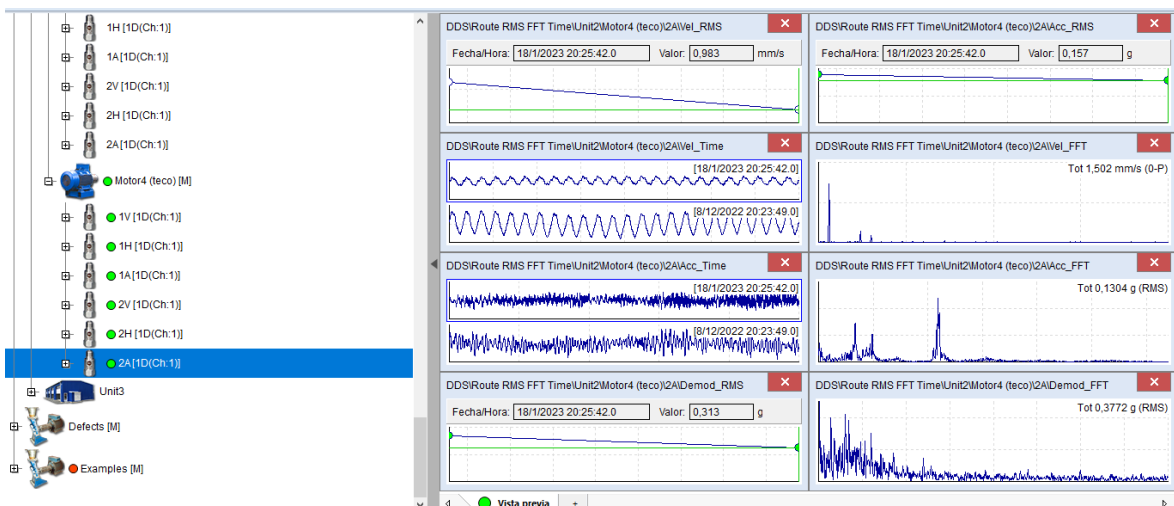 1H [1D(Ch:1)]
1A [1D(Ch:1)]
2V [1D(Ch:1)]
2H [1D(Ch:1)]
2A [1D(Ch:1)]
Motor4 (teco) [M]
1V [1D(Ch:1)]
1H [1D(Ch:1)]
1A [1D(Ch:1)]
2V [1D(Ch:1)]
2H [1D(Ch:1)]
2A [1D(Ch:1)]
Unit3
Defects [M]
Examples [M]
DDS\Route RMS FFT Time\Unit2\Motor4 (teco)\2A\Vel_RMS
Fecha/Hora: 18/1/2023 20:25:42.0 Valor: 0,983 mm/s
DDS\Route RMS FFT Time\Unit2\Motor4 (teco)\2A\Acc_RMS
Fecha/Hora: 18/1/2023 20:25:42.0 Valor: 0,157 g
DDS\Route RMS FFT Time\Unit2\Motor4 (teco)\2A\Vel_Time
[18/1/2023 20:25:42.0]
[8/12/2022 20:23:49.0]
DDS\Route RMS FFT Time\Unit2\Motor4 (teco)\2A\Vel_FFT
Tot 1,502 mm/s (0-P)
DDS\Route RMS FFT Time\Unit2\Motor4 (teco)\2A\Acc_Time
[18/1/2023 20:25:42.0]
[8/12/2022 20:23:49.0]
DDS\Route RMS FFT Time\Unit2\Motor4 (teco)\2A\Acc_FFT
Tot 0,1304 g (RMS)
DDS\Route RMS FFT Time\Unit2\Motor4 (teco)\2A\Demod_RMS
Fecha/Hora: 18/1/2023 20:25:42.0 Valor: 0,313 g
DDS\Route RMS FFT Time\Unit2\Motor4 (teco)\2A\Demod_FFT
Tot 0,3772 g (RMS)
Vista previa +